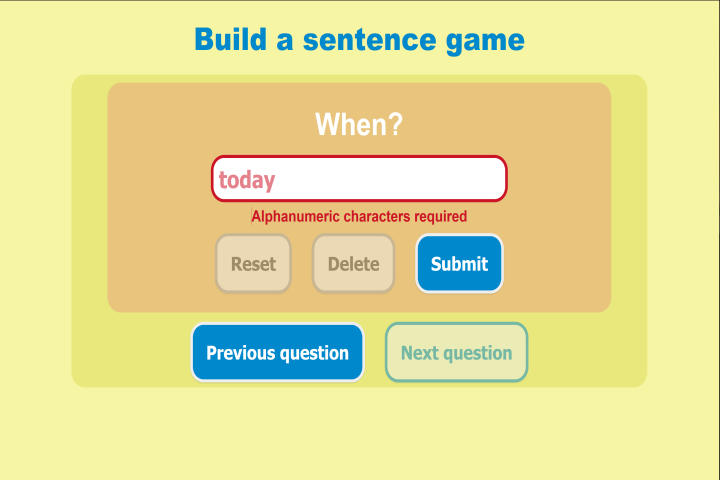 Build a sentence game
When?
today
Alphanumeric characters required
Reset Delete Submit
Previous question Next question